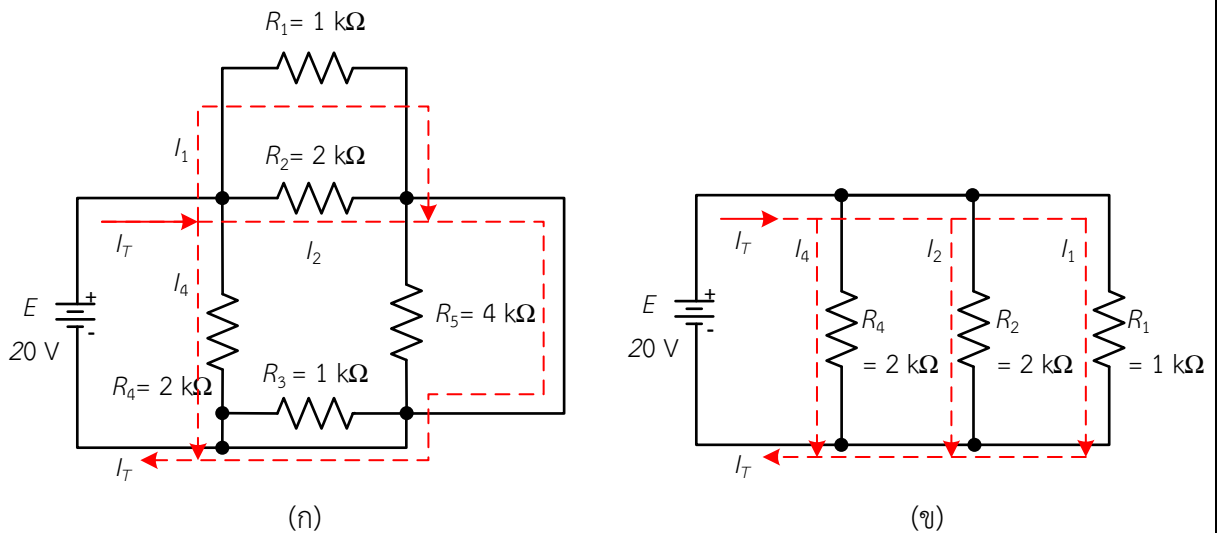 R1= 1 kΩ
I1
R2= 2 kΩ
IT
I2
I4
E
20 V
+
-
R5= 4 kΩ
R3 = 1 kΩ
R4= 2 kΩ
IT
(ก)
IT
I4
I2
I1
E
20 V
+
-
R4
= 2 kΩ
R2
= 2 kΩ
R1
= 1 kΩ
IT
(ข)